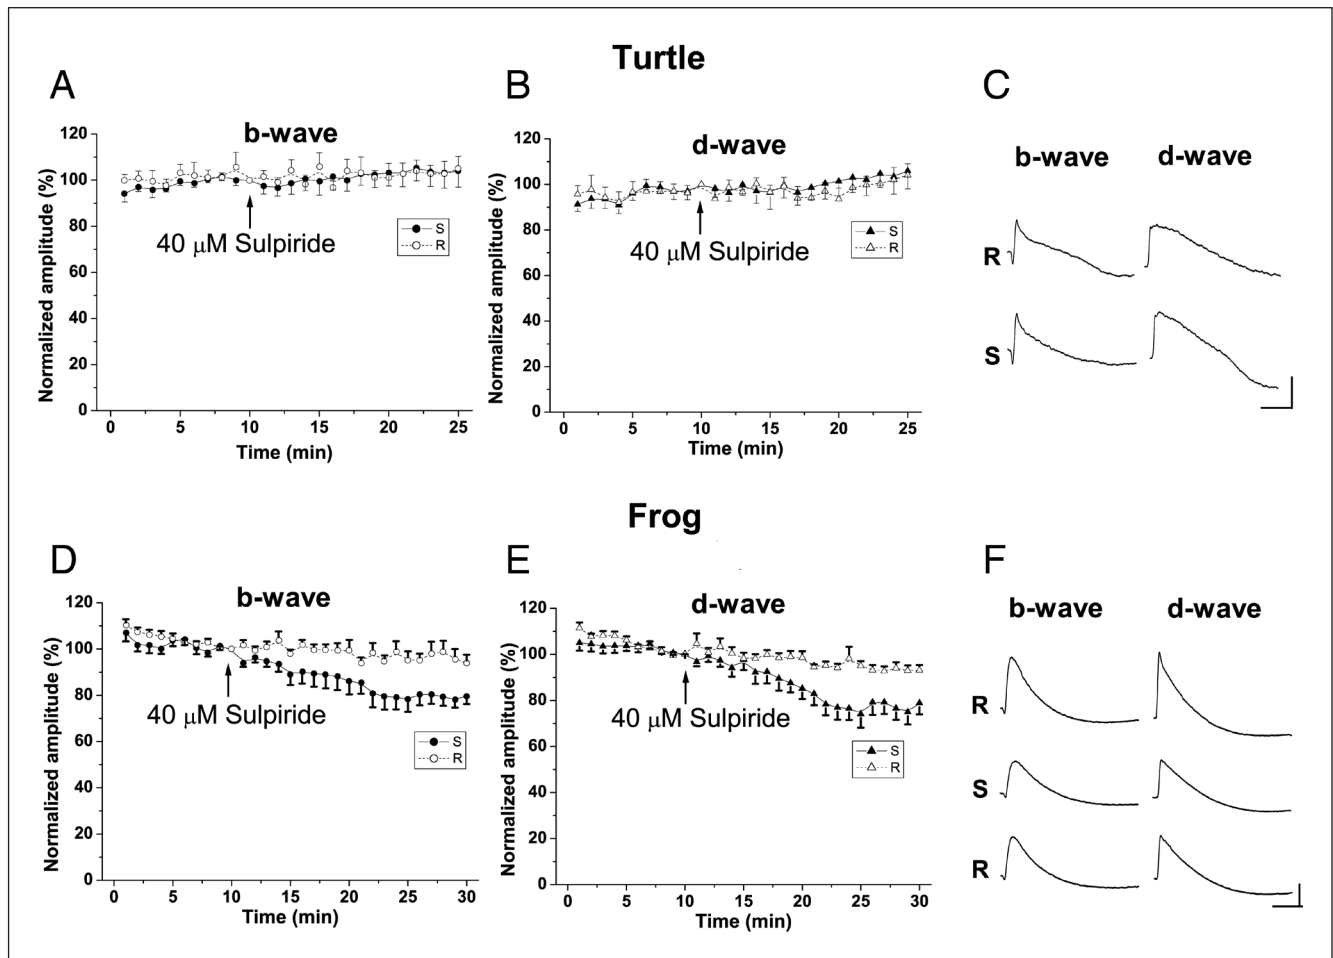 Turtle
A
B
C
b-wave
d-wave
b-wave d-wave
Normalized amplitude (%)
120
100
80
60
40
20
0
40 μM Sulpiride
S
R
0 5 10 15 20 25
Time (min)
Normalized amplitude (%)
120
100
80
60
40
20
0
40 μM Sulpiride
S
R
0 5 10 15 20 25
Time (min)
R
S
Frog
D
E
F
b-wave
d-wave
b-wave d-wave
Normalized amplitude (%)
120
100
80
60
40
20
0
40 μM Sulpiride
S
R
0 5 10 15 20 25 30
Time (min)
Normalized amplitude (%)
120
100
80
60
40
20
0
40 μM Sulpiride
S
R
0 5 10 15 20 25 30
Time (min)
R
S
R